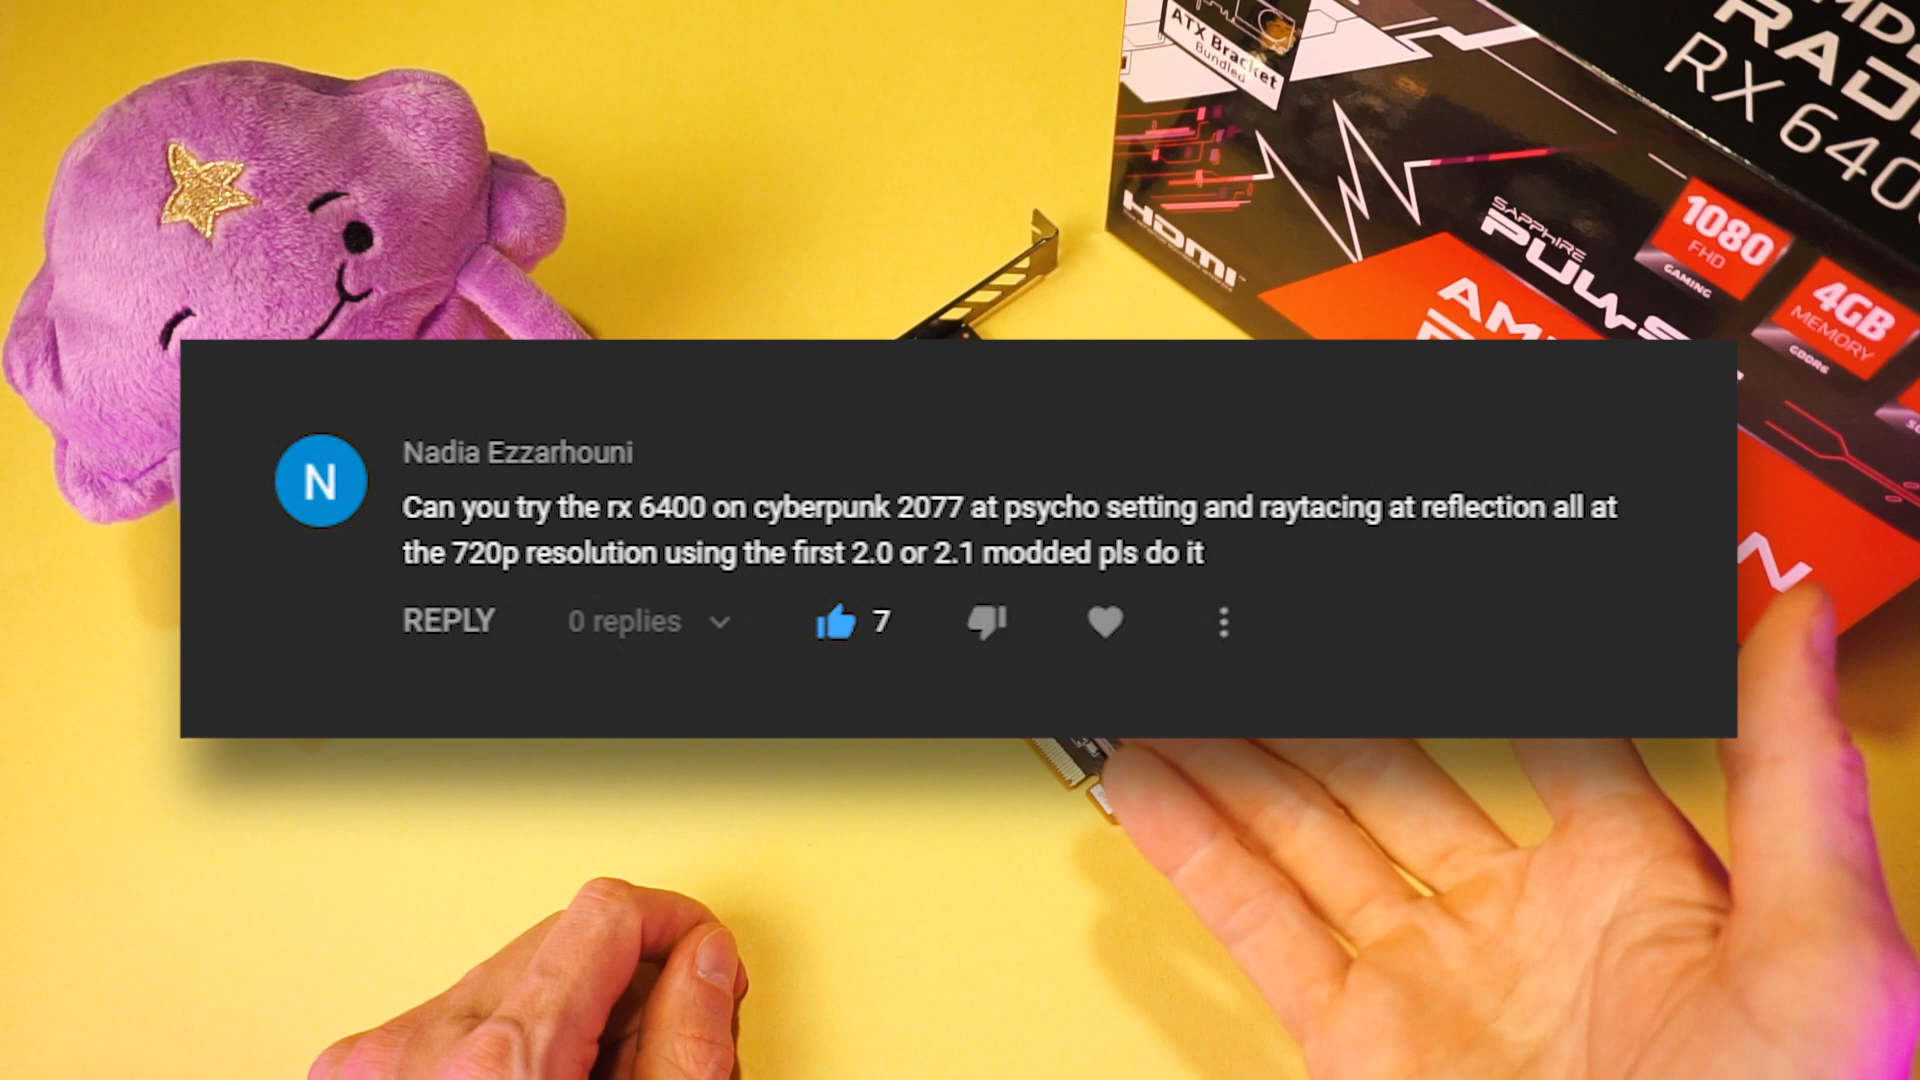 ATX Bracket
Bundled
RX 640
HDMI
SAPPHIRE
PULS
1080
FHD
GAMING
4GB
MEMORY
GDDR6
N
Nadia Ezzarhouni
Can you try the rx 6400 on cyberpunk 2077 at psycho setting and raytacing at reflection all at
the 720p resolution using the first 2.0 or 2.1 modded pls do it
REPLY
0 replies
7